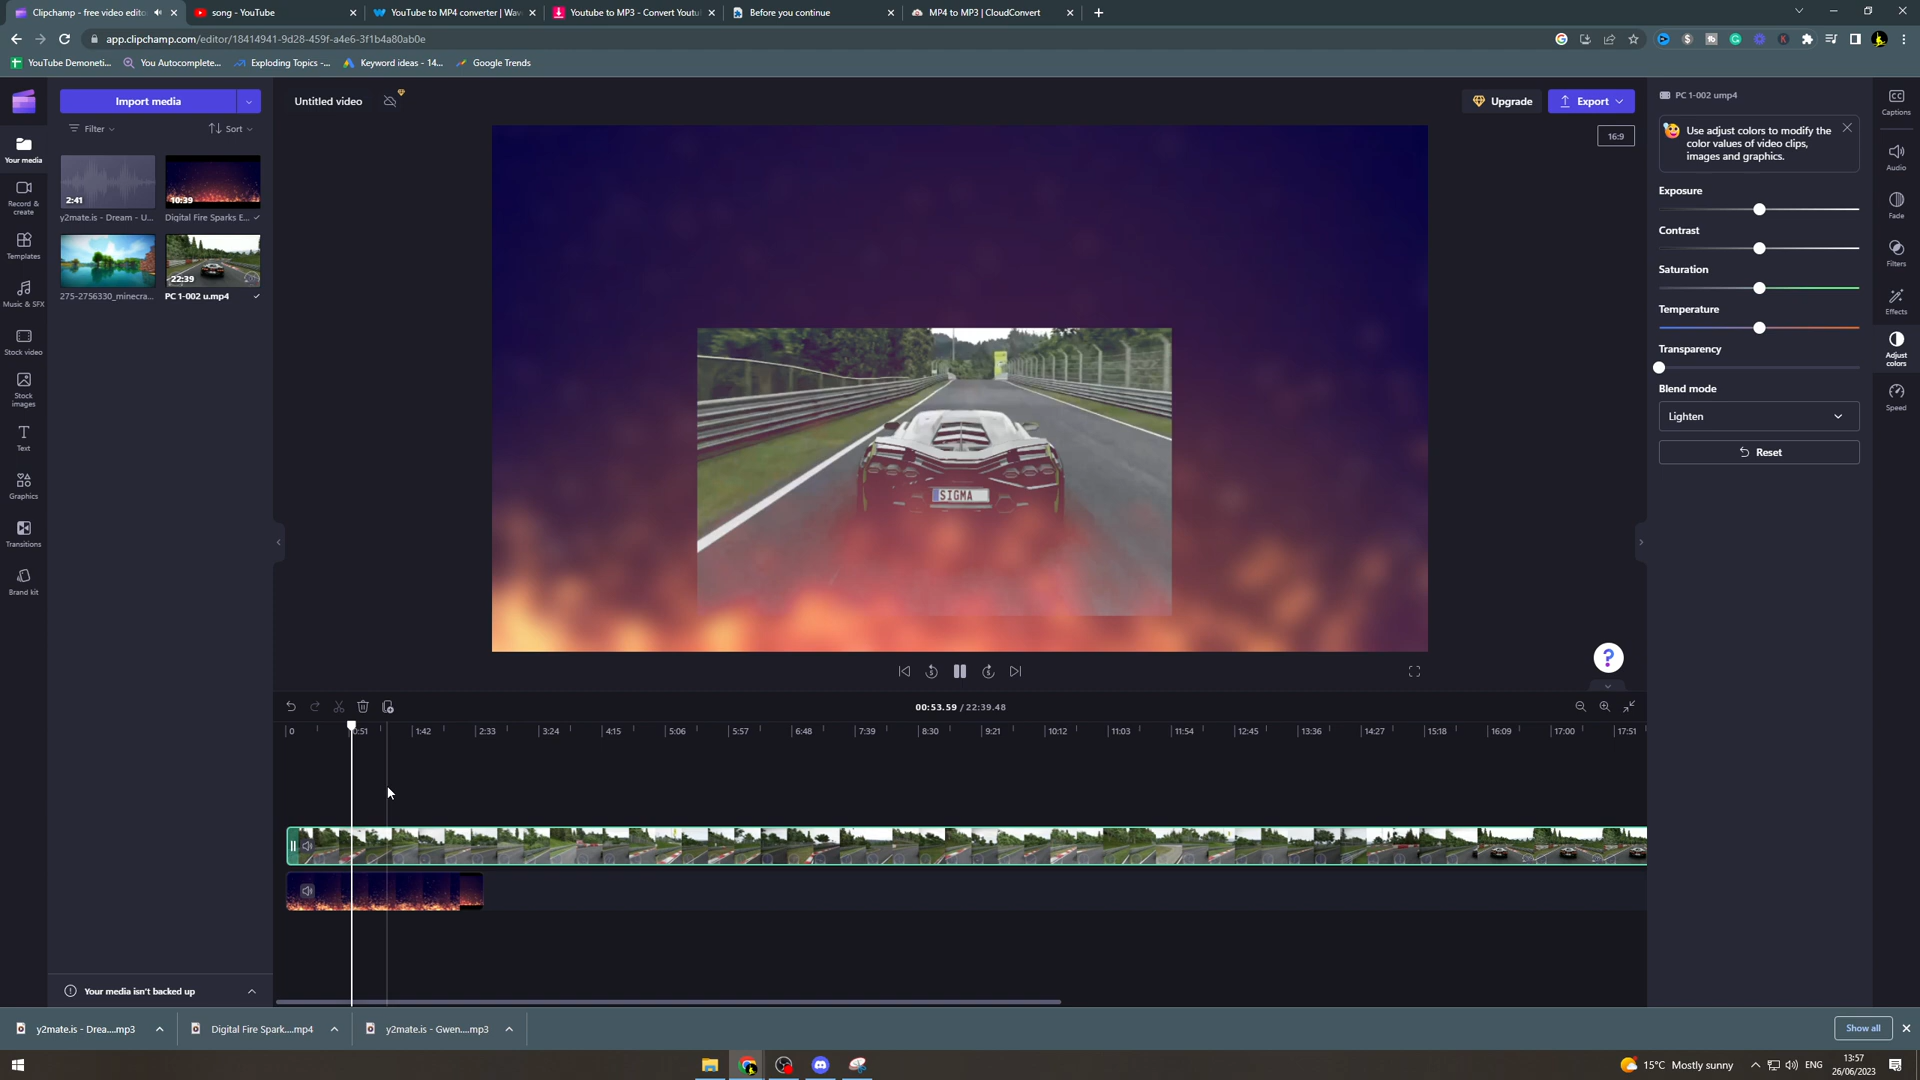 Clipchamp - free video edito
song - YouTube
YouTube to MP4 converter | Wav
Youtube to MP3 - Convert Youtu
Before you continue
MP4 to MP3 | CloudConvert
app.clipchamp.com/editor/18414941-9d28-459f-a4e6-3f1b4a80ab0e
YouTube Demoneti...
You Autocomplete...
Exploding Topics -...
Keyword ideas - 14...
Google Trends
Import media
Untitled video
Upgrade
Export
PC 1-002 ump4
Captions
Filter
Sort
16:9
Use adjust colors to modify the
color values of video clips,
images and graphics.
Your media
Record &
create
Templates
Music & SFX
Stock video
Stock
images
Text
Graphics
Transitions
Brand kit
2:41
y2mate.is - Dream - U...
10:39
Digital Fire Sparks E...
275-2756330_minecra...
22:39
PC 1-002 u.mp4
SIGMA
Exposure
Contrast
Saturation
Temperature
Transparency
Blend mode
Lighten
Reset
Audio
Fade
Filters
Effects
Adjust
colors
Speed
?
00:53.59 / 22:39.48
0
0:51
1:42
2:33
3:24
4:15
5:06
5:57
6:48
7:39
8:30
9:21
10:12
11:03
11:54
12:45
13:36
14:27
15:18
16:09
17:00
17:51
Your media isn't backed up
y2mate.is - Drea....mp3
Digital Fire Spark....mp4
y2mate.is - Gwen....mp3
Show all
15°C Mostly sunny
ENG
13:57
26/06/2023